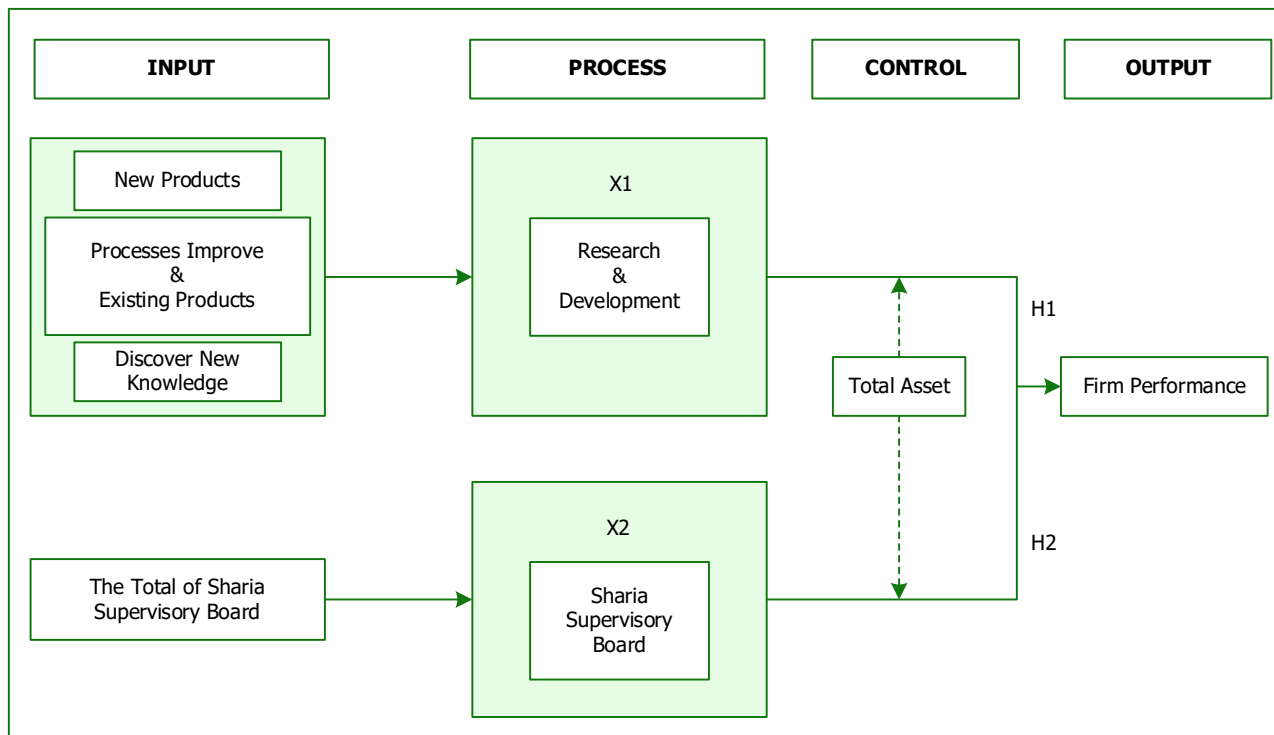 INPUT
PROCESS
CONTROL
OUTPUT
New Products
Processes Improve
&
Existing Products
Discover New
Knowledge
X1
Research
&
Development
H1
Total Asset
Firm Performance
X2
H2
The Total of Sharia
Supervisory Board
Sharia
Supervisory
Board